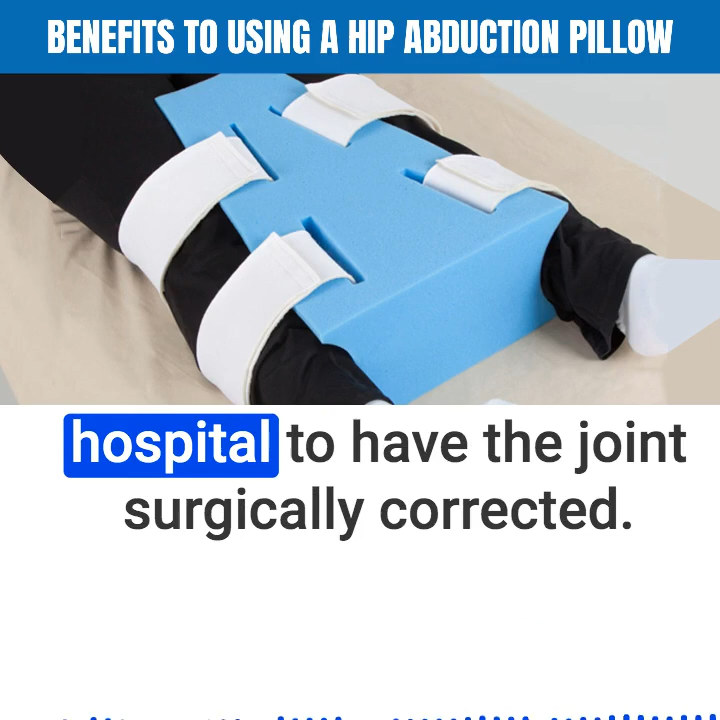 BENEFITS TO USING A HIP ABDUCTION PILLOW
hospital to have the joint
surgically corrected.